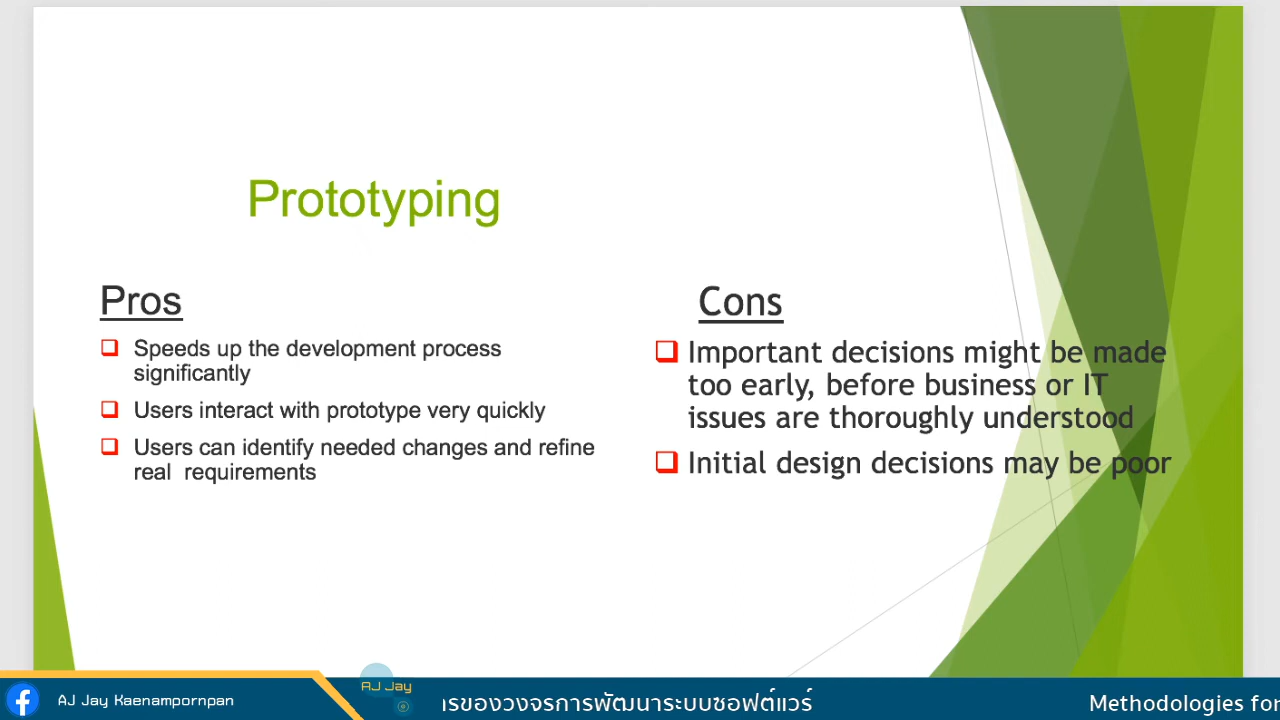 Prototyping
Pros
Speeds up the development process
significantly
Users interact with prototype very quickly
Users can identify needed changes and refine
real requirements
Cons
Important decisions might be made
too early, before business or IT
issues are thoroughly understood
Initial design decisions may be poor
AJ Jay Kaenampornpan
AJ Jay
ารของวงจรการพัฒนาระบบซอฟต์แวร์
Methodologies for